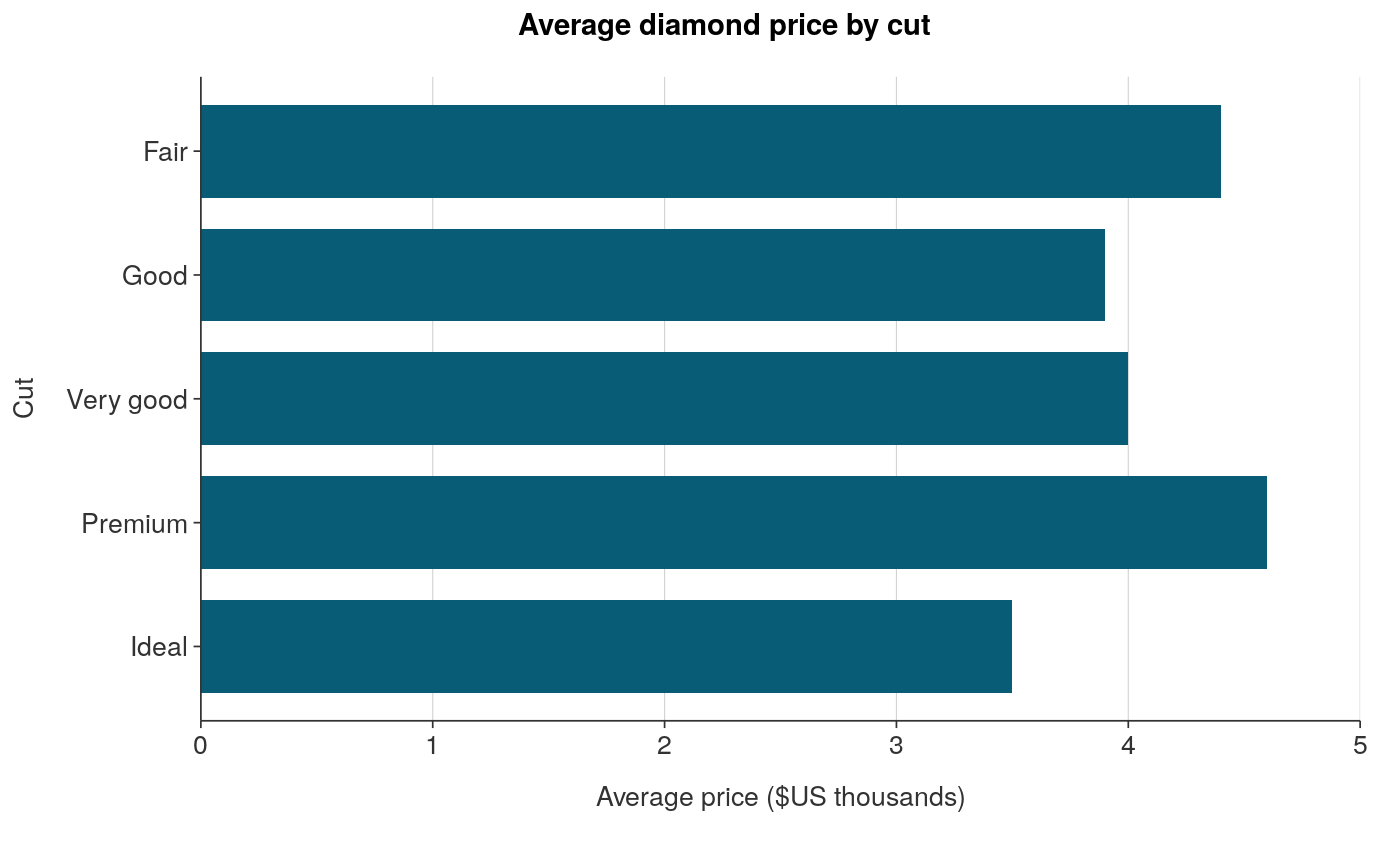 Average diamond price by cut
Fair
Good
Very good
Premium
Ideal
Cut
0 1 2 3 4 5
Average price ($US thousands)